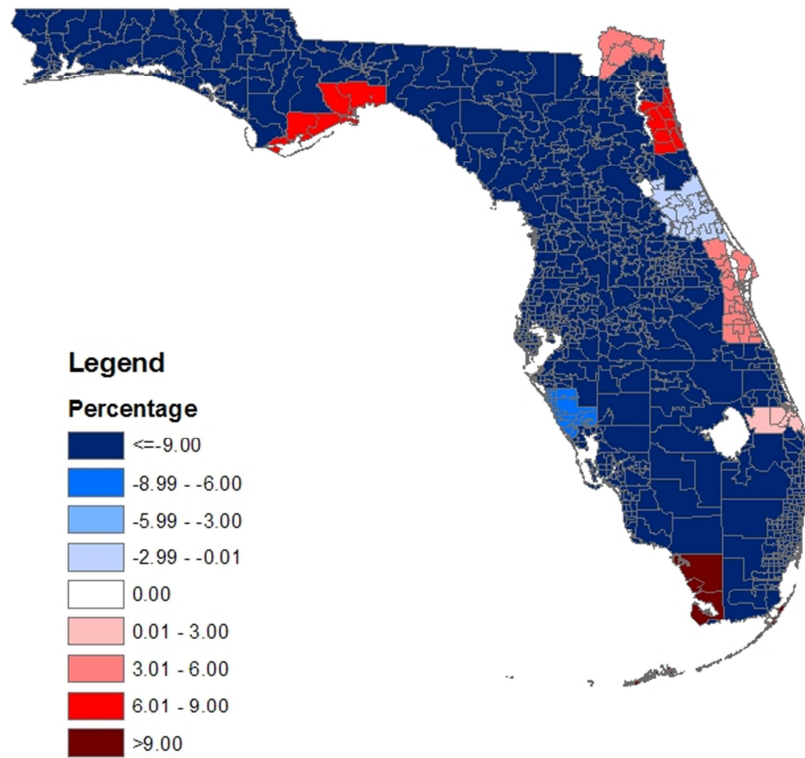 Legend
Percentage
<=-9.00
-8.99 - -6.00
-5.99 - -3.00
-2.99 - -0.01
0.00
0.01 - 3.00
3.01 - 6.00
6.01 - 9.00
>9.00